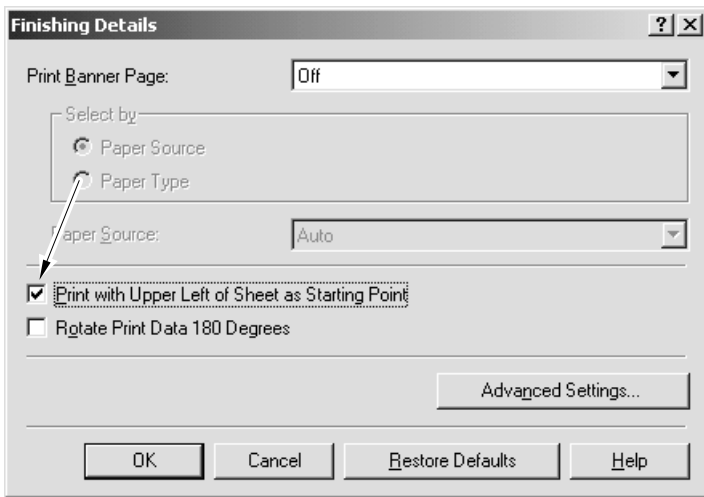 Finishing Details
Print Banner Page: Off
Select by
Paper Source
Paper Type
Paper Source: Auto
Print with Upper Left of Sheet as Starting Point
Rotate Print Data 180 Degrees
Advanced Settings...
OK Cancel Restore Defaults Help